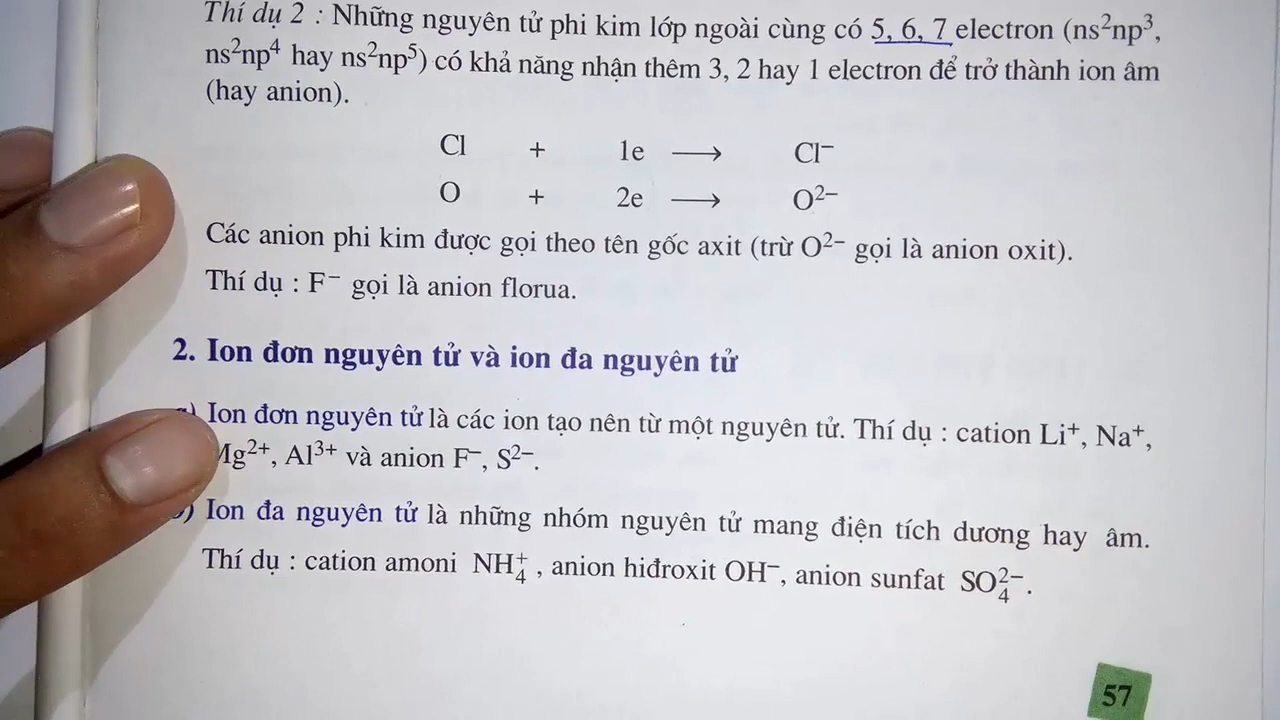 Thí dụ 2 : Những nguyên tử phi kim lớp ngoài cùng có 5, 6, 7 electron (ns²np³,
ns²np⁴ hay ns²np⁵) có khả năng nhận thêm 3, 2 hay 1 electron để trở thành ion âm
(hay anion).
Cl + 1e ⟶ Cl⁻
O + 2e ⟶ O²⁻
Các anion phi kim được gọi theo tên gốc axit (trừ O²⁻ gọi là anion oxit).
Thí dụ : F⁻ gọi là anion florua.
2. Ion đơn nguyên tử và ion đa nguyên tử
Ion đơn nguyên tử là các ion tạo nên từ một nguyên tử. Thí dụ : cation Li⁺, Na⁺,
Mg²⁺, Al³⁺ và anion F⁻, S²⁻.
Ion đa nguyên tử là những nhóm nguyên tử mang điện tích dương hay âm.
Thí dụ : cation amoni NH₄⁺, anion hiđroxit OH⁻, anion sunfat SO₄²⁻.
57